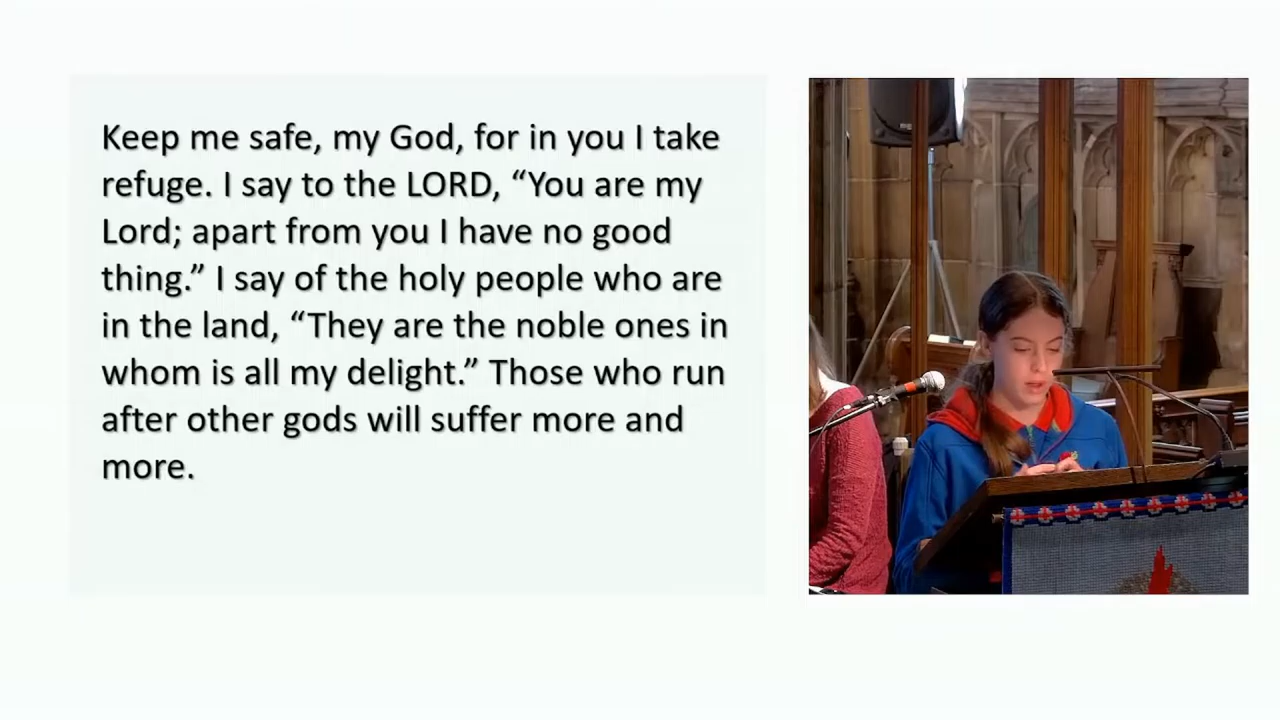 Keep me safe, my God, for in you I take
refuge. I say to the LORD, “You are my
Lord; apart from you I have no good
thing.” I say of the holy people who are
in the land, “They are the noble ones in
whom is all my delight.” Those who run
after other gods will suffer more and
more.